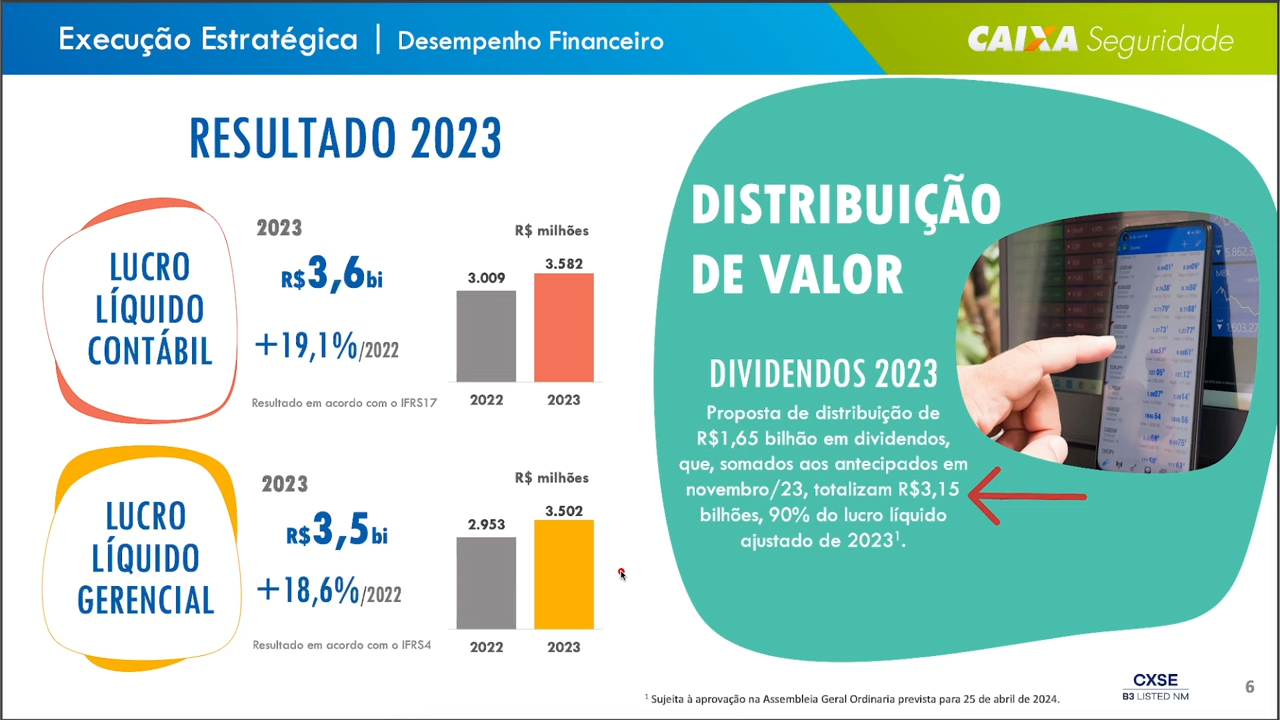 Execução Estratégica | Desempenho Financeiro
CAIXA Seguridade
RESULTADO 2023
LUCRO
LÍQUIDO
CONTÁBIL
2023
R$3,6bi
+19,1%/2022
Resultado em acordo com o IFRS17
R$ milhões
3.009
3.582
2022
2023
LUCRO
LÍQUIDO
GERENCIAL
2023
R$3,5bi
+18,6%/2022
Resultado em acordo com o IFRS4
R$ milhões
2.953
3.502
2022
2023
DISTRIBUIÇÃO
DE VALOR
DIVIDENDOS 2023
Proposta de distribuição de
R$1,65 bilhão em dividendos,
que, somados aos antecipados em
novembro/23, totalizam R$3,15
bilhões, 90% do lucro líquido
ajustado de 2023¹.
¹ Sujeita à aprovação na Assembleia Geral Ordinaria prevista para 25 de abril de 2024.
CXSE
B3 LISTED NM
6